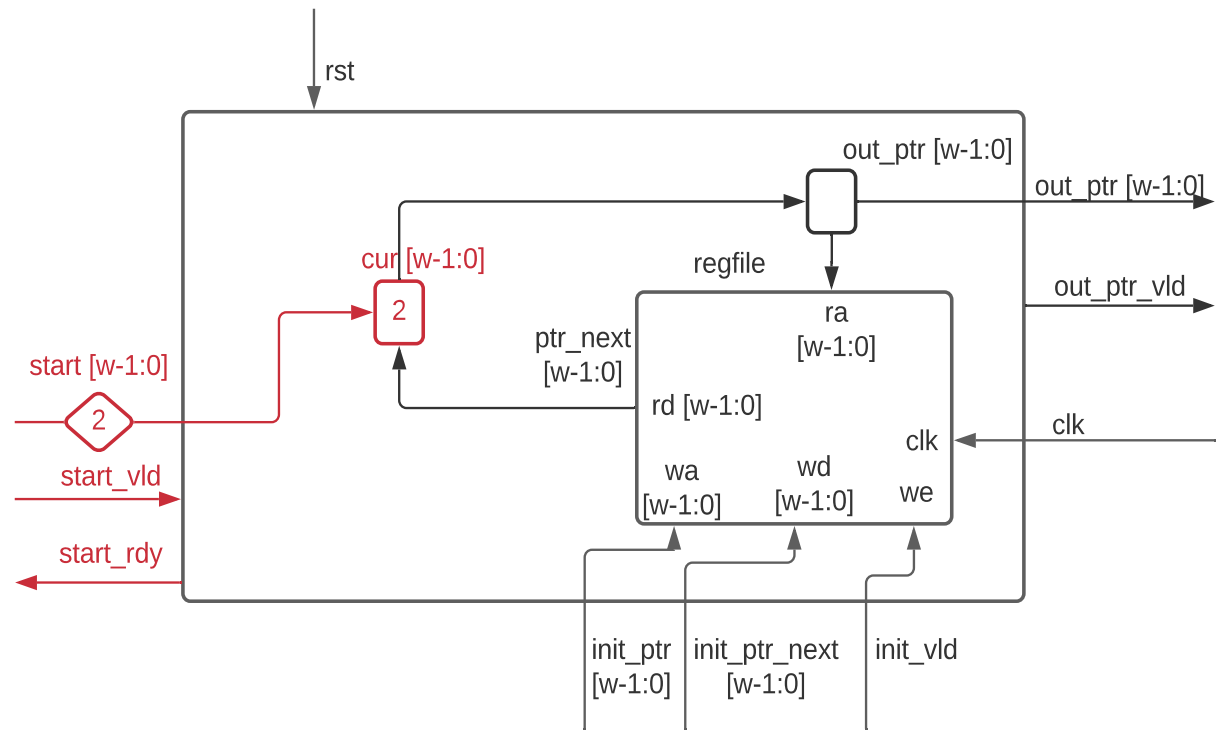 rst
out_ptr [w-1:0]
out_ptr [w-1:0]
cur [w-1:0]
regfile
out_ptr_vld
2
ra
[w-1:0]
ptr_next
[w-1:0]
start [w-1:0]
rd [w-1:0]
2
clk
clk
start_vld
wa
[w-1:0]
wd
[w-1:0]
we
start_rdy
init_ptr
[w-1:0]
init_ptr_next
[w-1:0]
init_vld